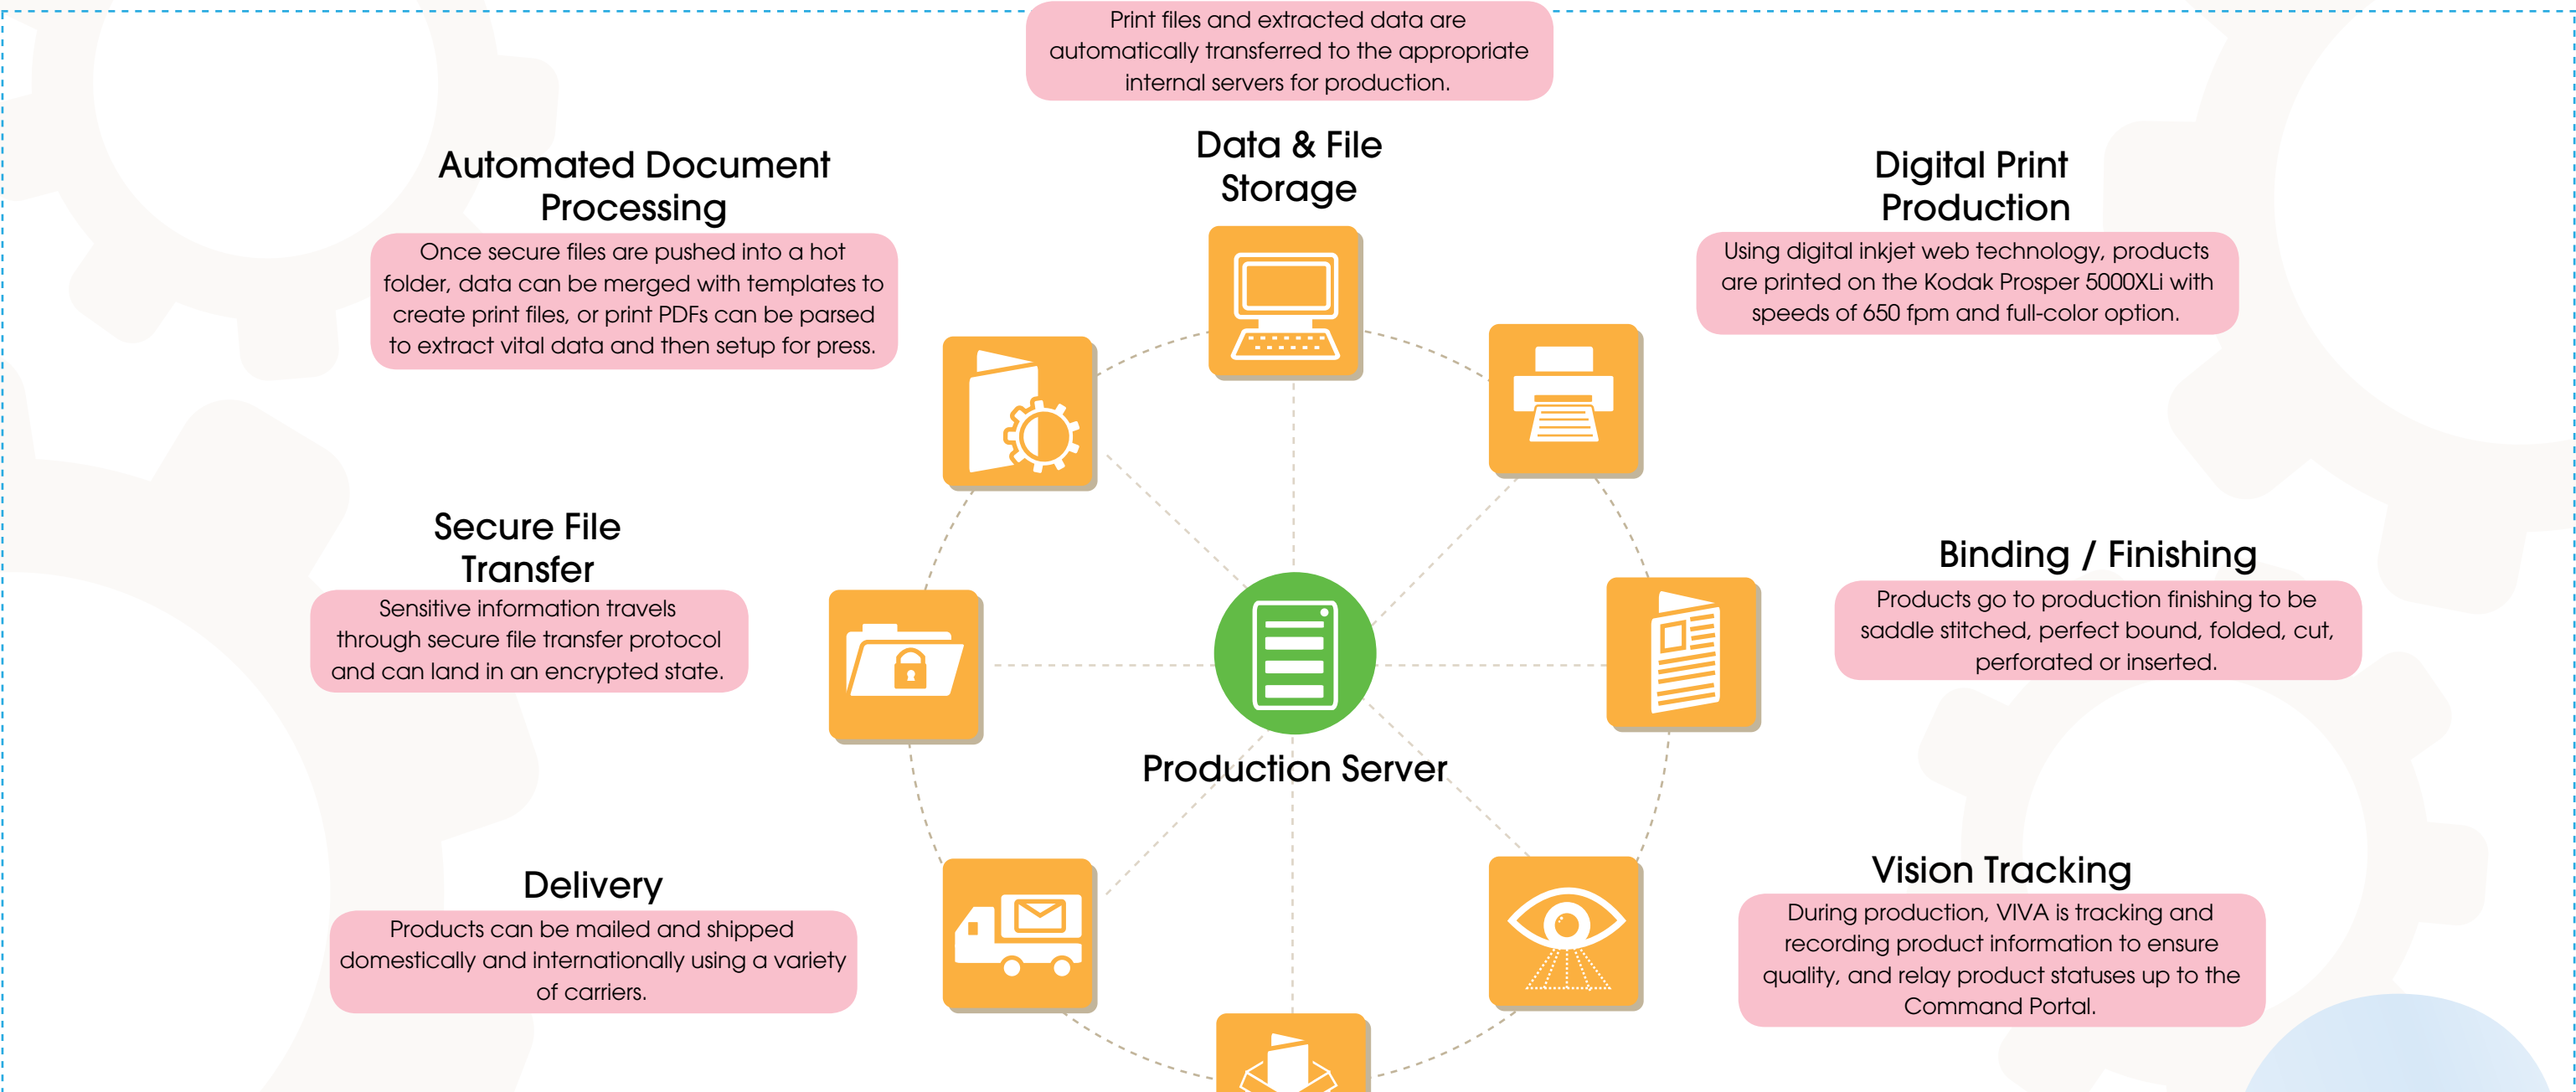 Print files and extracted data are
automatically transferred to the appropriate
internal servers for production.
Data & File
Storage
Automated Document
Processing
Once secure files are pushed into a hot
folder, data can be merged with templates to
create print files, or print PDFs can be parsed
to extract vital data and then setup for press.
Digital Print
Production
Using digital inkjet web technology, products
are printed on the Kodak Prosper 5000XLi with
speeds of 650 fpm and full-color option.
Secure File
Transfer
Sensitive information travels
through secure file transfer protocol
and can land in an encrypted state.
Binding / Finishing
Products go to production finishing to be
saddle stitched, perfect bound, folded, cut,
perforated or inserted.
Production Server
Delivery
Products can be mailed and shipped
domestically and internationally using a variety
of carriers.
Vision Tracking
During production, VIVA is tracking and
recording product information to ensure
quality, and relay product statuses up to the
Command Portal.